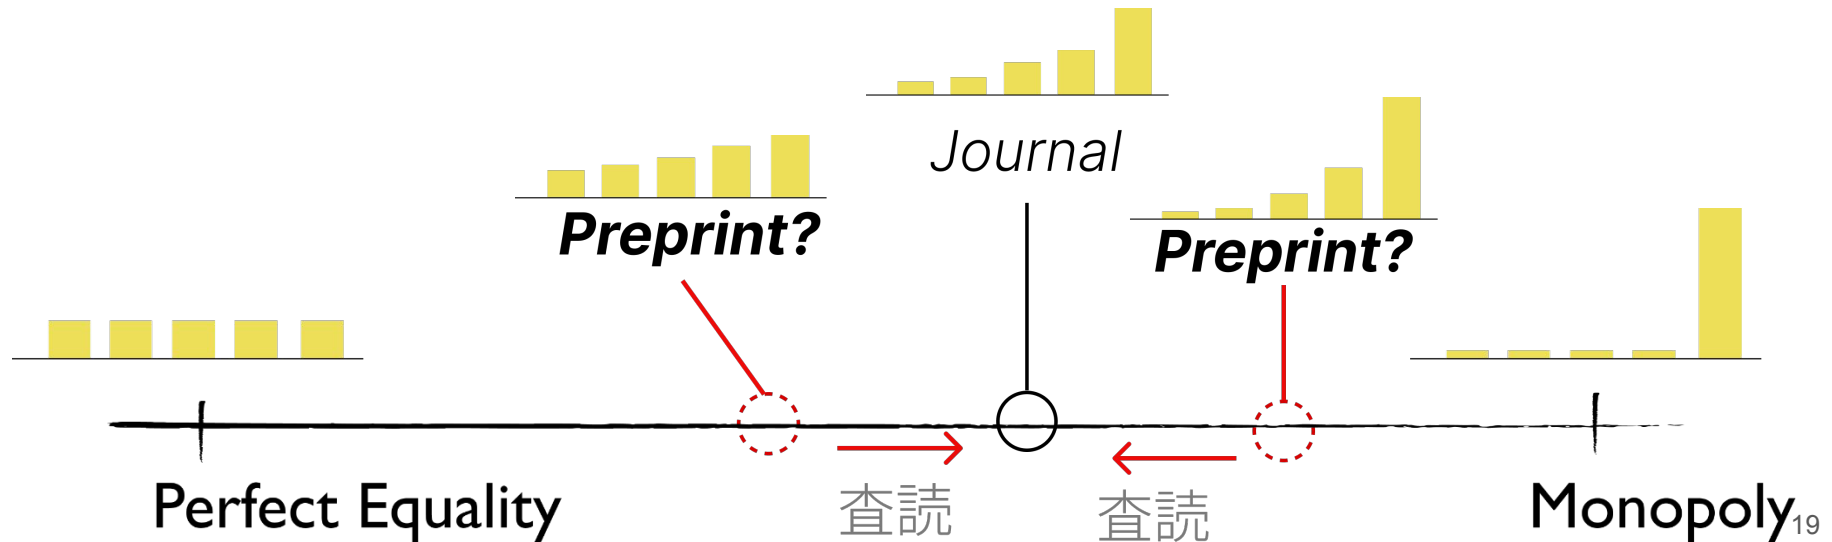 Journal
Preprint?
Preprint?
Perfect Equality
査読
査読
Monopoly
19